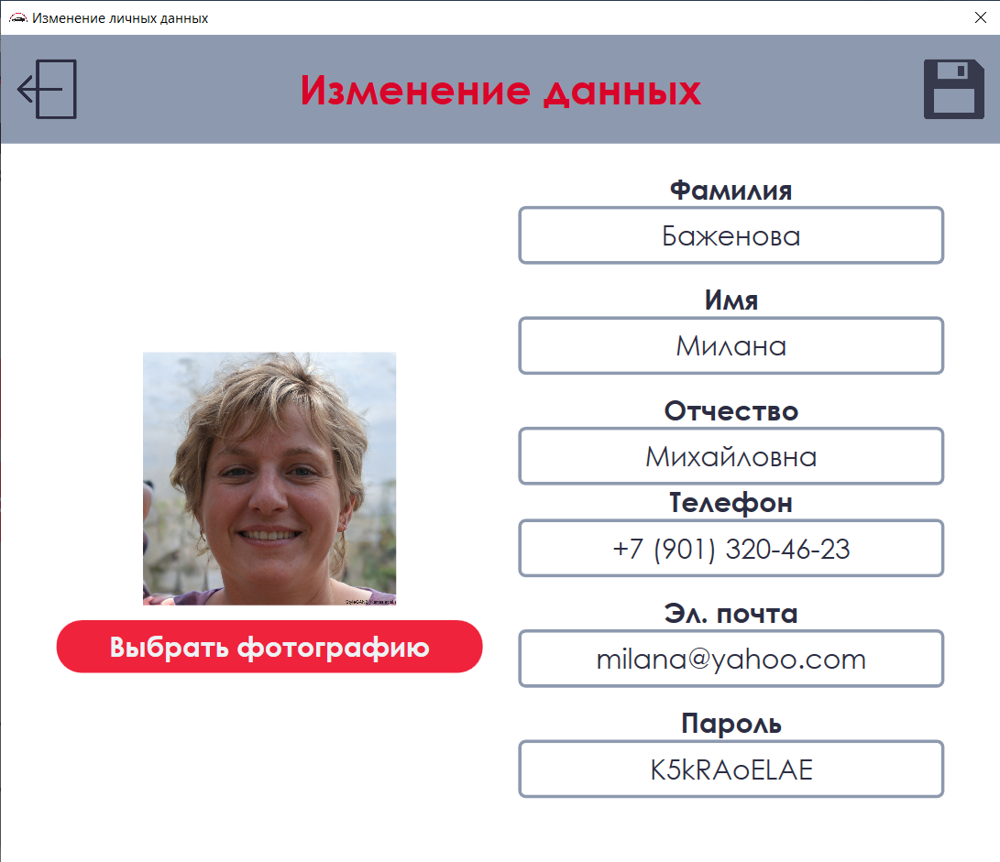 Изменение личных данных
Изменение данных
Фамилия
Баженова
Имя
Милана
Отчество
Михайловна
Телефон
+7 (901) 320-46-23
Эл. почта
milana@yahoo.com
Пароль
K5kRAoELAE
Выбрать фотографию